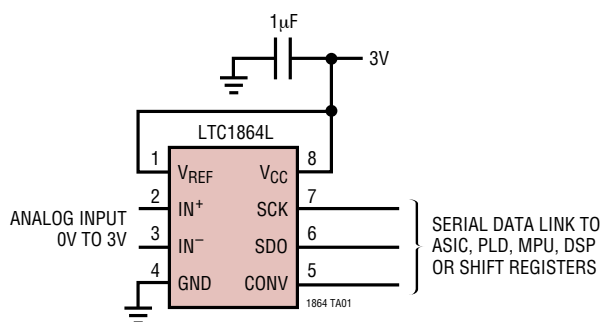 1µF
3V
LTC1864L
1
VREF
VCC
8
2
IN+
SCK
7
ANALOG INPUT
0V TO 3V
3
IN−
SDO
6
4
GND
CONV
5
SERIAL DATA LINK TO
ASIC, PLD, MPU, DSP
OR SHIFT REGISTERS
1864 TA01